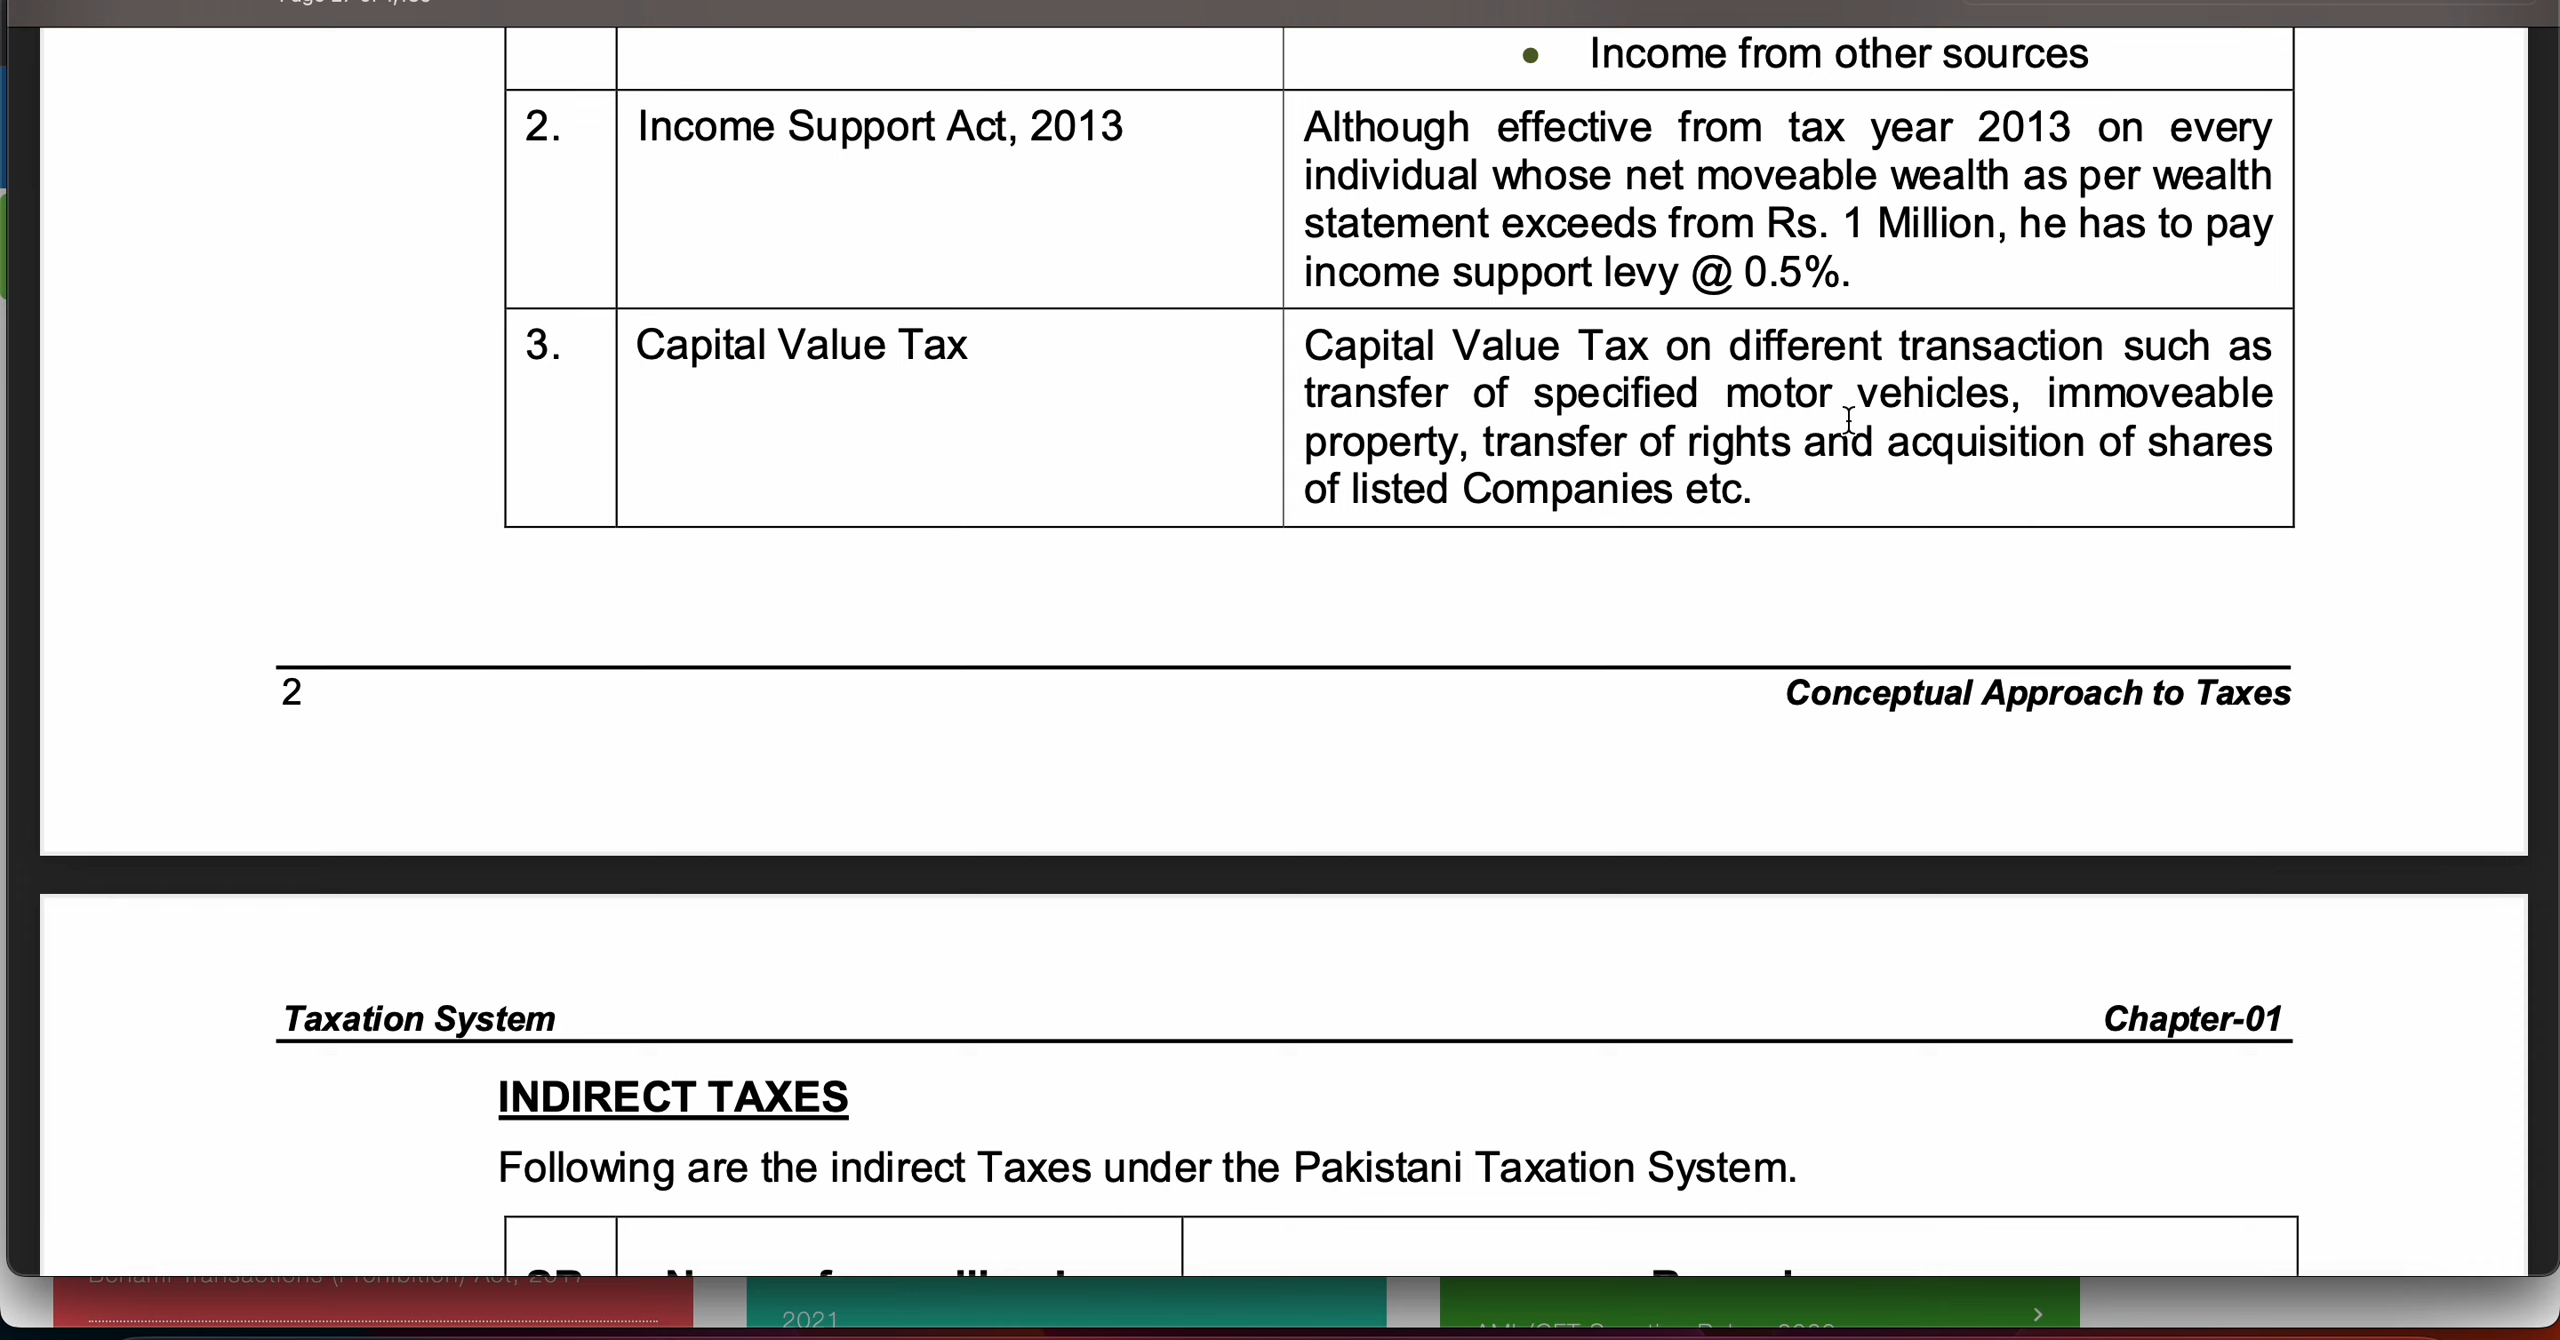 Income from other sources
2. Income Support Act, 2013
Although effective from tax year 2013 on every
individual whose net moveable wealth as per wealth
statement exceeds from Rs. 1 Million, he has to pay
income support levy @ 0.5%.
3. Capital Value Tax
Capital Value Tax on different transaction such as
transfer of specified motor vehicles, immoveable
property, transfer of rights and acquisition of shares
of listed Companies etc.
2 Conceptual Approach to Taxes
Taxation System Chapter-01
INDIRECT TAXES
Following are the indirect Taxes under the Pakistani Taxation System.
2021